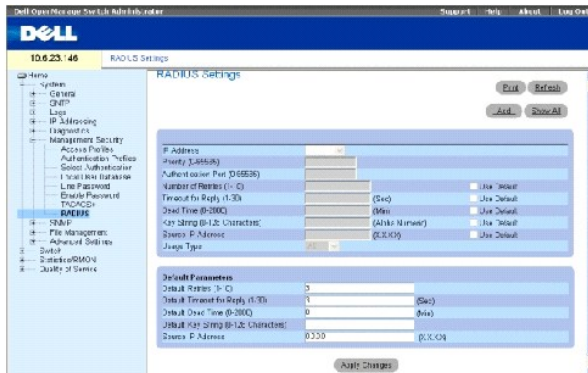 Dell OpenManage Switch Administrator
Support Help About Log Out
DELL
10.6.23.146
RADIUS Settings
RADIUS Settings
Print Refresh
Add Show All
Home
System
General
SNTP
Logs
IP Addressing
Diagnostics
Management Security
Access Profiles
Authentication Profiles
Select Authentication
Local User Database
Line Password
Enable Password
TACACS+
RADIUS
SNMP
File Management
Advanced Settings
Switch
Statistics/RMON
Quality of Service
IP Address
Priority (0-65535)
Authentication Port (0-65535)
Number of Retries (1-10) Use Default
Timeout for Reply (1-30) (Sec) Use Default
Dead Time (0-2000) (Min) Use Default
Key String (0-128 Characters) (Alpha Numeric) Use Default
Source IP Address (X.X.X.X) Use Default
Usage Type All
Default Parameters
Default Retries (1-10) 3
Default Timeout for Reply (1-30) 3 (Sec)
Default Dead Time (0-2000) 0 (Min)
Default Key String (0-128 Characters)
Source IP Address 0.0.0.0 (X.X.X.X)
Apply Changes